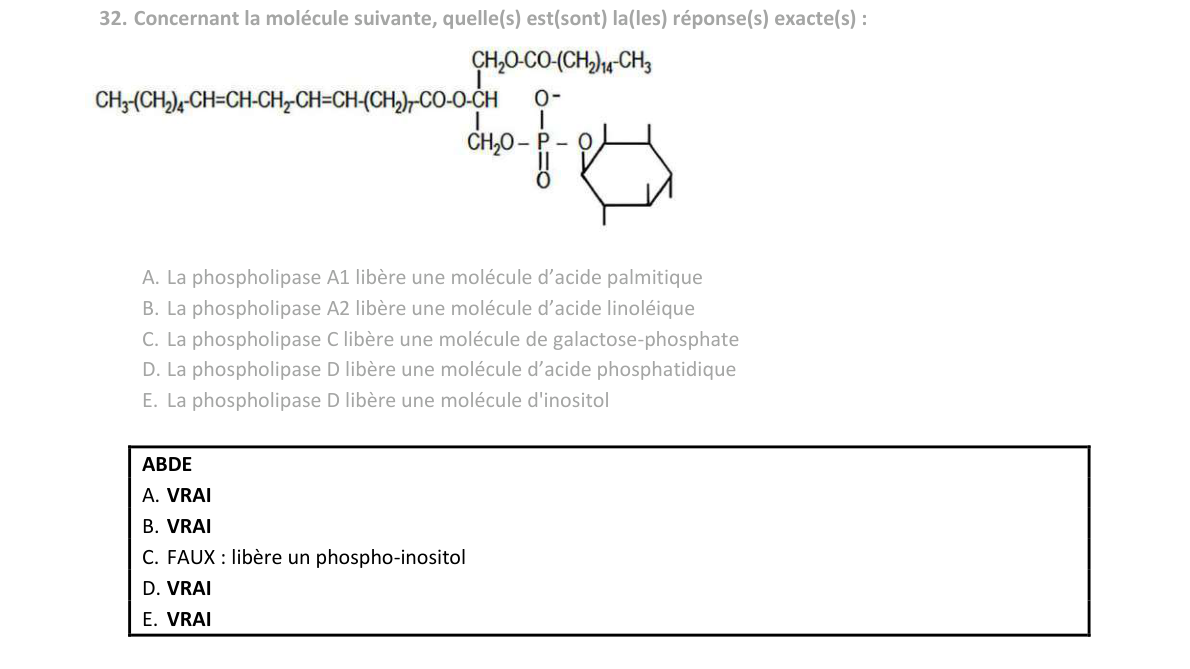 32. Concernant la molécule suivante, quelle(s) est(sont) la(les) réponse(s) exacte(s) :
CH₂O-CO-(CH₂)₁₄-CH₃
CH₃-(CH₂)₄-CH=CH-CH₂-CH=CH-(CH₂)₇-CO-O-CH
O-
CH₂O – P – O
O
A. La phospholipase A1 libère une molécule d’acide palmitique
B. La phospholipase A2 libère une molécule d’acide linoléique
C. La phospholipase C libère une molécule de galactose-phosphate
D. La phospholipase D libère une molécule d’acide phosphatidique
E. La phospholipase D libère une molécule d'inositol
ABDE
A. VRAI
B. VRAI
C. FAUX : libère un phospho-inositol
D. VRAI
E. VRAI